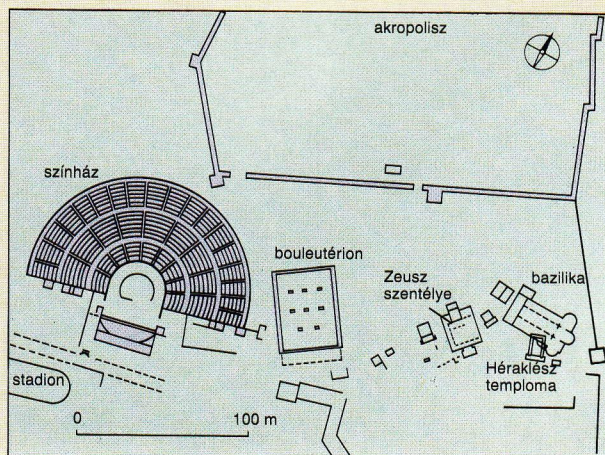 akropolisz
színház
bouleutérion
Zeusz
szentélye
bazilika
Héraklész
temploma
stadion
0
100 m